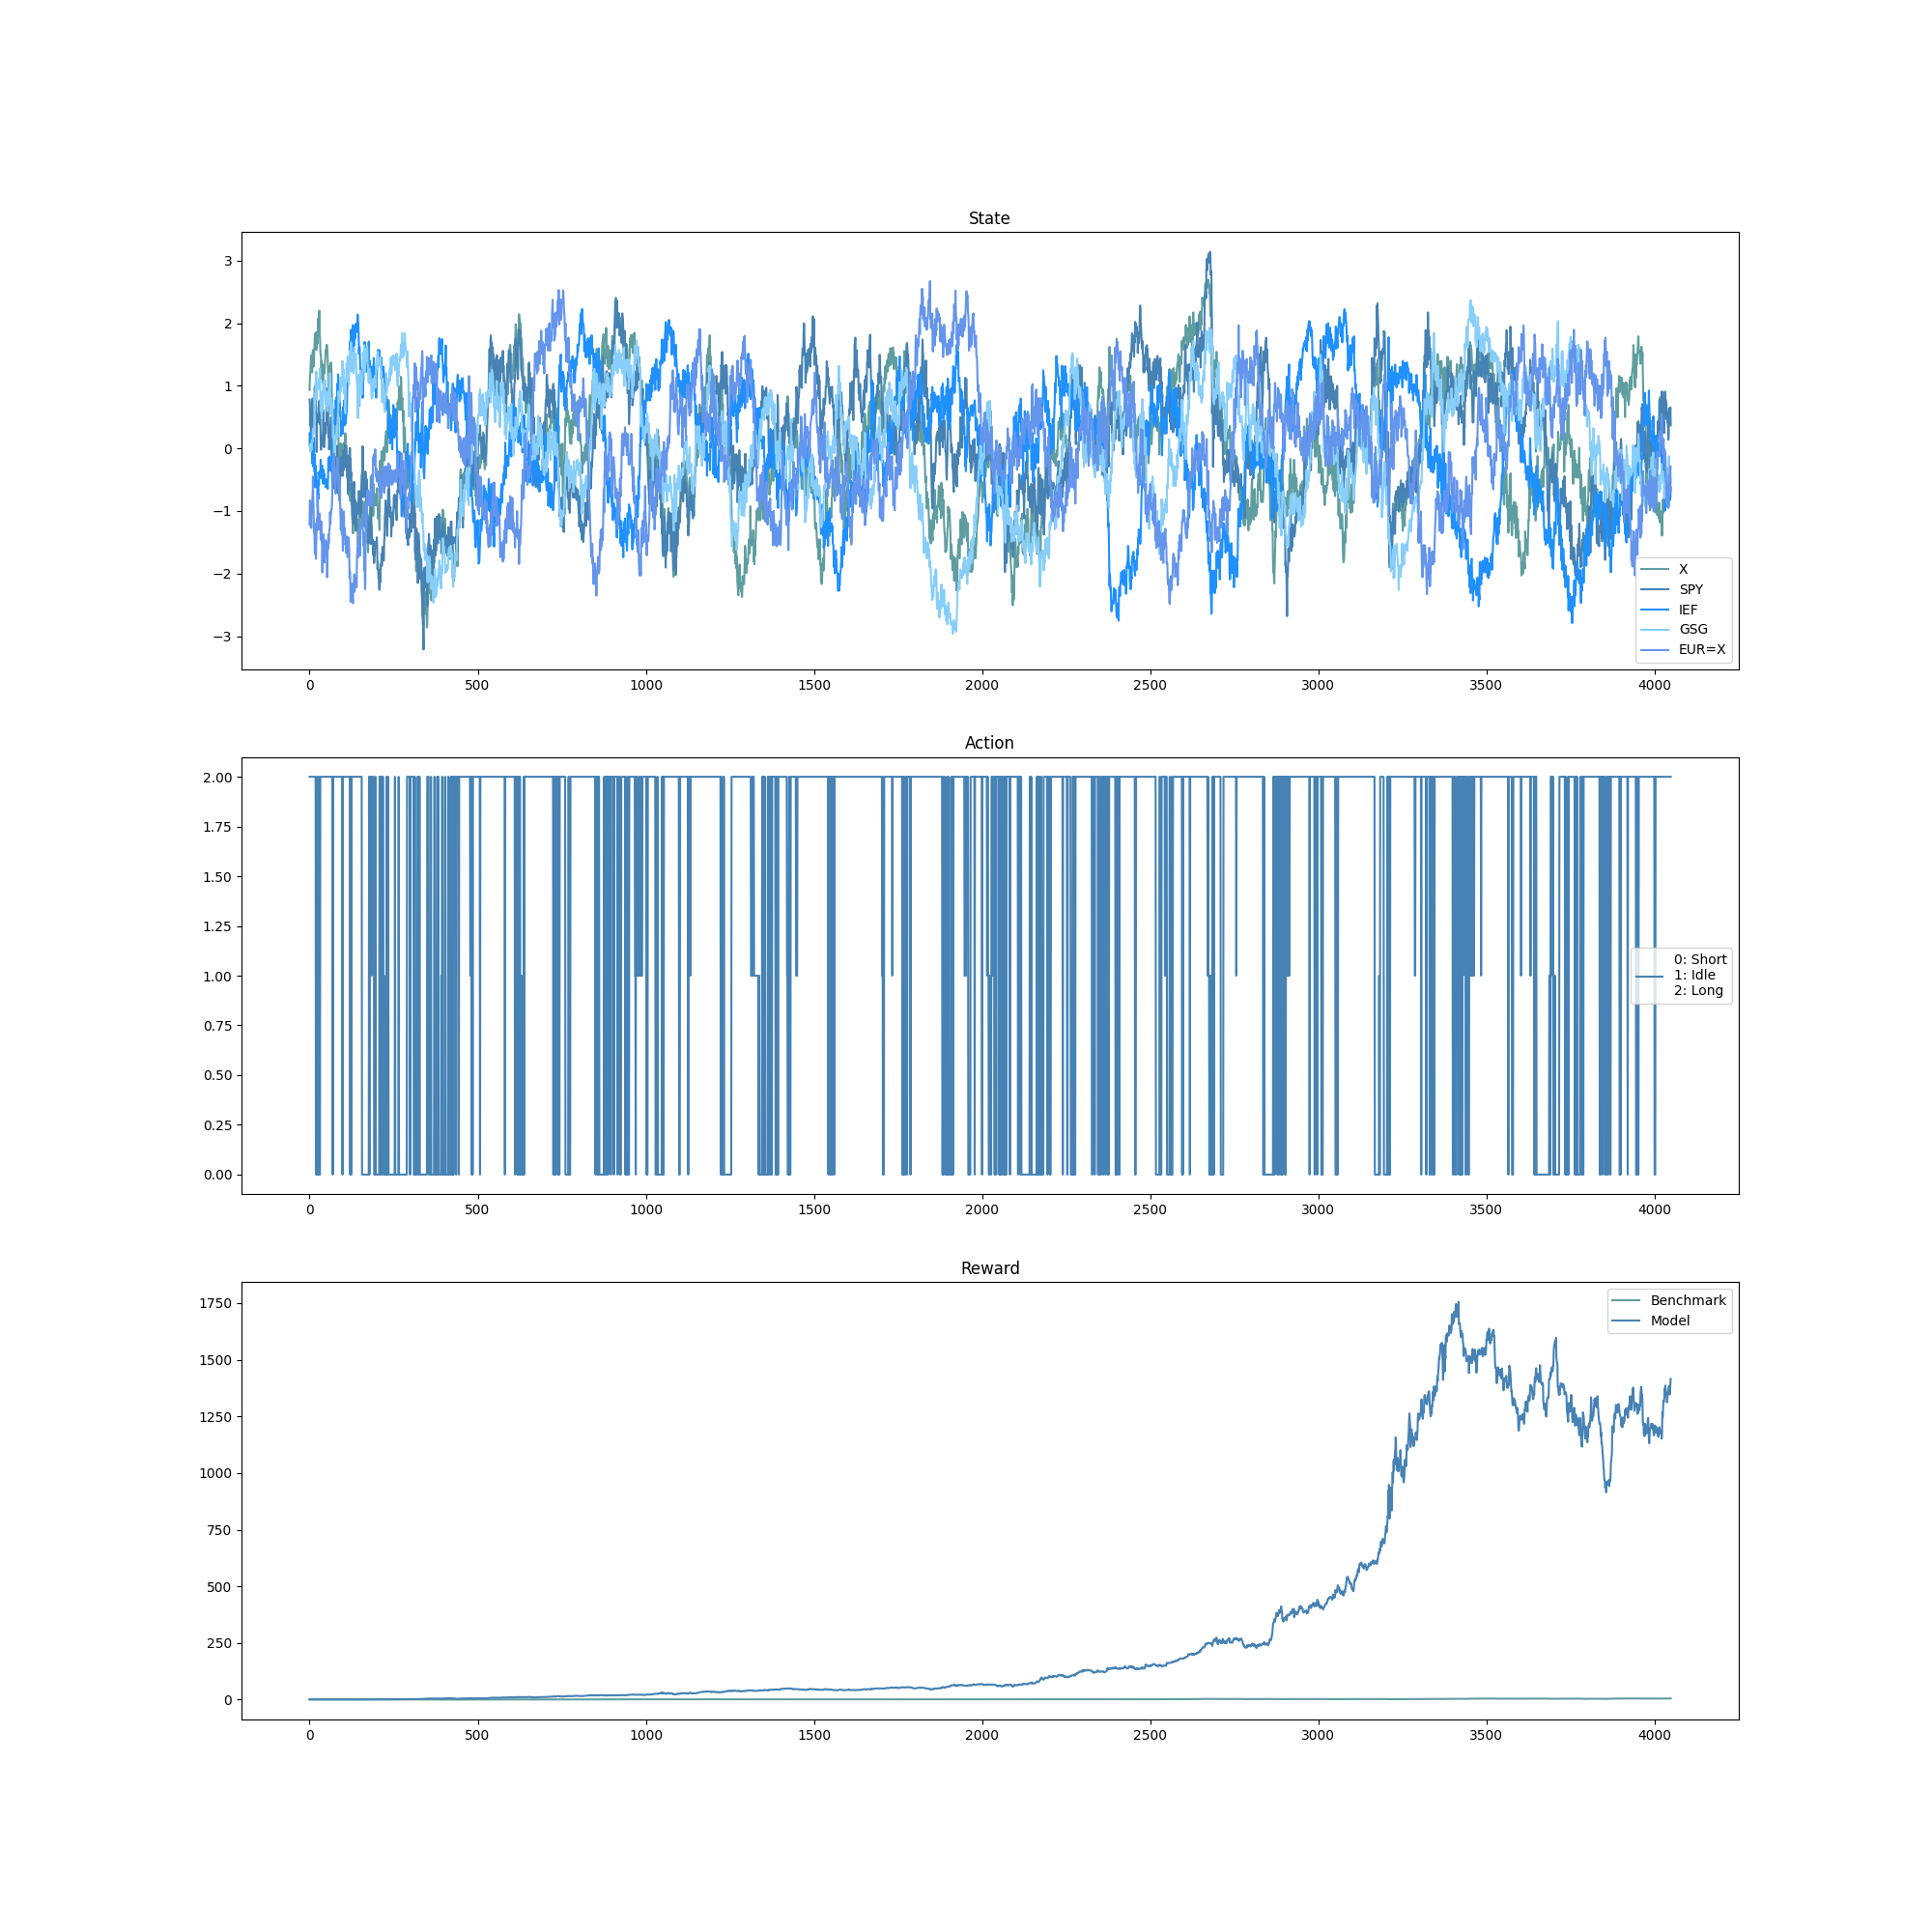 State
3
2
1
0
−1
−2
−3
X
SPY
IEF
GSG
EUR=X
0 500 1000 1500 2000 2500 3000 3500 4000
Action
2.00
1.75
1.50
1.25
1.00
0.75
0.50
0.25
0.00
0: Short
1: Idle
2: Long
0 500 1000 1500 2000 2500 3000 3500 4000
Reward
1750
1500
1250
1000
750
500
250
0
Benchmark
Model
0 500 1000 1500 2000 2500 3000 3500 4000